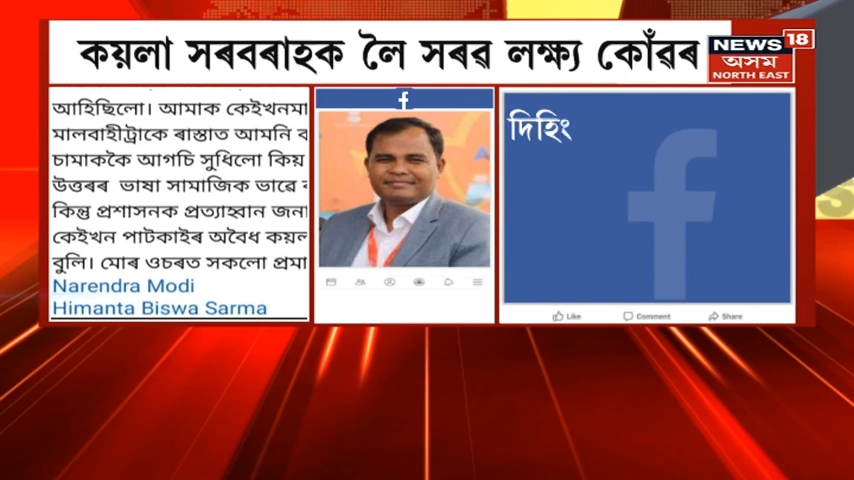 কয়লা সৰবৰাহক লৈ সৰৱ লক্ষ্য কোঁৱৰ
NEWS 18
অসম
NORTH EAST
আহিছিলো। আমাক কেইখনমা
মালবাহীট্ৰাকে ৰাস্তাত আমনি ব
চামাককৈ আগচি সুধিলো কিয়
উত্তৰৰ ভাষা সামাজিক ভাৱে
কিন্তু প্ৰশাসনক প্ৰত্যাহ্বান জনা
কেইখন পাটকাইৰ অবৈধ কয়ল
বুলি। মোৰ ওচৰত সকলো প্ৰমা
Narendra Modi
Himanta Biswa Sarma
f
দিহিং
f
Like
Comment
Share